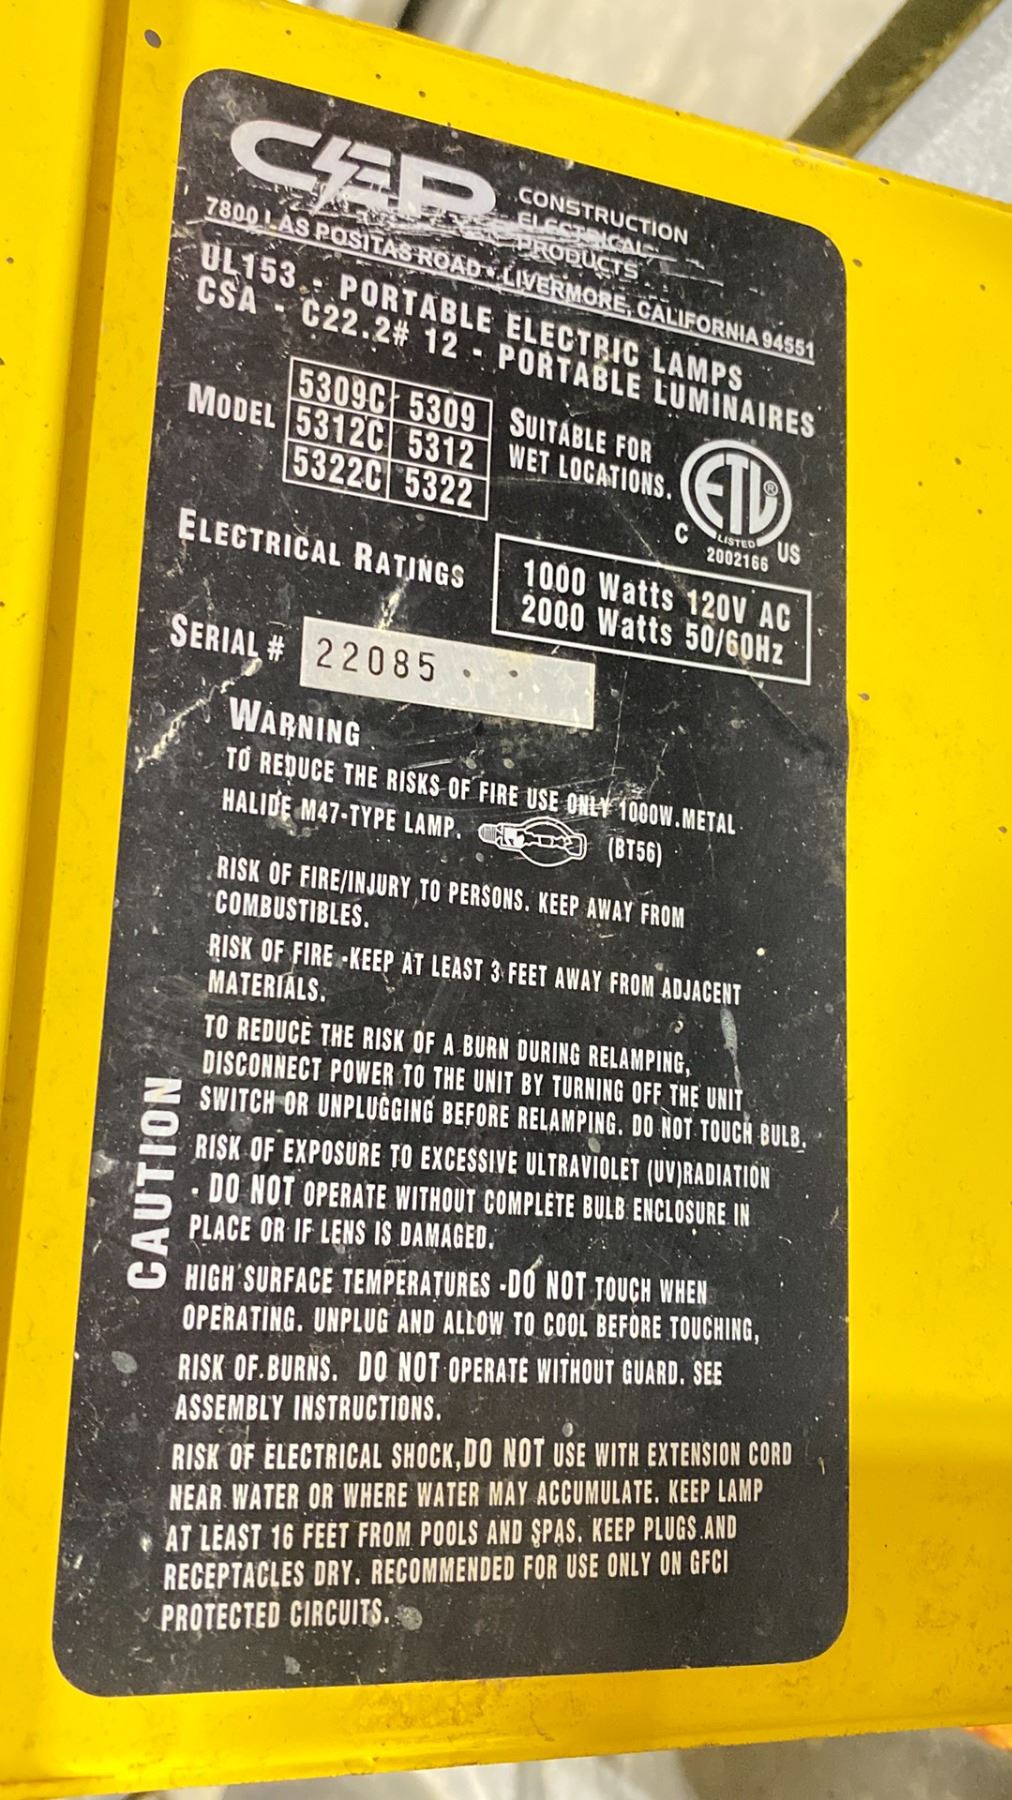 CEP CONSTRUCTION
ELECTRICAL
PRODUCTS
7800 LAS POSITAS ROAD • LIVERMORE, CALIFORNIA 94551
UL153 - PORTABLE ELECTRIC LAMPS
CSA - C22.2# 12 - PORTABLE LUMINAIRES
MODEL
5309C 5309
5312C 5312
5322C 5322
SUITABLE FOR
WET LOCATIONS.
ETL ®
C LISTED US
2002166
ELECTRICAL RATINGS
1000 Watts 120V AC
2000 Watts 50/60Hz
SERIAL # 22085
WARNING
TO REDUCE THE RISKS OF FIRE USE ONLY 1000W.METAL
HALIDE M47-TYPE LAMP. (BT56)
RISK OF FIRE/INJURY TO PERSONS. KEEP AWAY FROM
COMBUSTIBLES.
RISK OF FIRE -KEEP AT LEAST 3 FEET AWAY FROM ADJACENT
MATERIALS.
CAUTION
TO REDUCE THE RISK OF A BURN DURING RELAMPING,
DISCONNECT POWER TO THE UNIT BY TURNING OFF THE UNIT
SWITCH OR UNPLUGGING BEFORE RELAMPING. DO NOT TOUCH BULB.
RISK OF EXPOSURE TO EXCESSIVE ULTRAVIOLET (UV)RADIATION
- DO NOT OPERATE WITHOUT COMPLETE BULB ENCLOSURE IN
PLACE OR IF LENS IS DAMAGED.
HIGH SURFACE TEMPERATURES -DO NOT TOUCH WHEN
OPERATING. UNPLUG AND ALLOW TO COOL BEFORE TOUCHING,
RISK OF BURNS. DO NOT OPERATE WITHOUT GUARD. SEE
ASSEMBLY INSTRUCTIONS.
RISK OF ELECTRICAL SHOCK,DO NOT USE WITH EXTENSION CORD
NEAR WATER OR WHERE WATER MAY ACCUMULATE. KEEP LAMP
AT LEAST 16 FEET FROM POOLS AND SPAS. KEEP PLUGS AND
RECEPTACLES DRY. RECOMMENDED FOR USE ONLY ON GFCI
PROTECTED CIRCUITS.